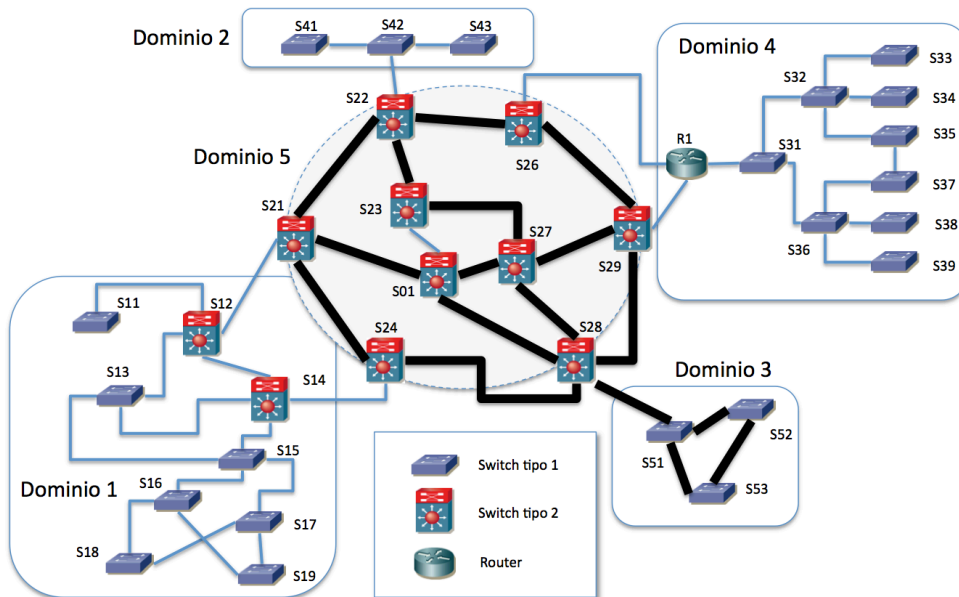 S41
S42
S43
Dominio 2
Dominio 4
S33
S32
S34
S22
R1
S35
S31
Dominio 5
S26
S37
S21
S23
S27
S38
S36
S29
S39
S01
S11
S12
S24
S28
S13
S14
Dominio 3
S52
S51
S15
S53
Dominio 1
S16
S17
S18
S19
Switch tipo 1
Switch tipo 2
Router